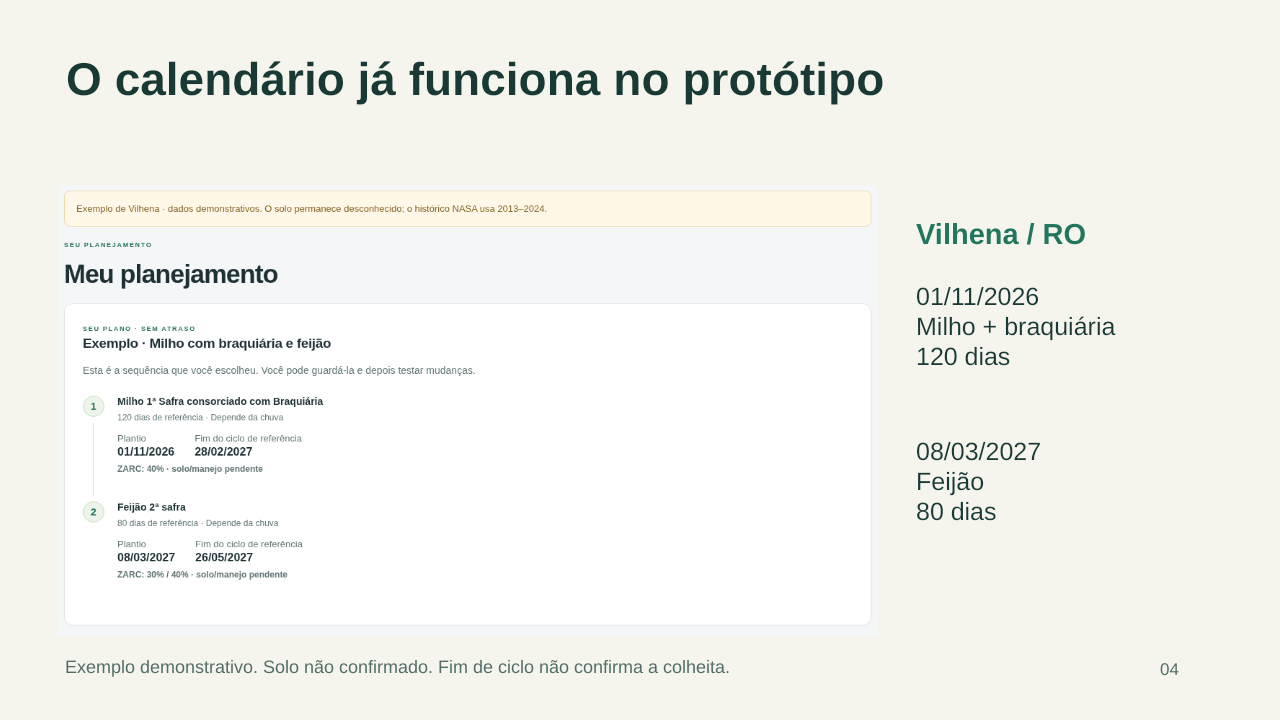 O calendário já funciona no protótipo
Exemplo de Vilhena · dados demonstrativos. O solo permanece desconhecido; o histórico NASA usa 2013–2024.
SEU PLANEJAMENTO
Meu planejamento
SEU PLANO · SEM ATRASO
Exemplo · Milho com braquiária e feijão
Esta é a sequência que você escolheu. Você pode guardá-la e depois testar mudanças.
1
Milho 1ª Safra consorciado com Braquiária
120 dias de referência · Depende da chuva
Plantio Fim do ciclo de referência
01/11/2026 28/02/2027
ZARC: 40% · solo/manejo pendente
2
Feijão 2ª safra
80 dias de referência · Depende da chuva
Plantio Fim do ciclo de referência
08/03/2027 26/05/2027
ZARC: 30% / 40% · solo/manejo pendente
Vilhena / RO
01/11/2026
Milho + braquiária
120 dias
08/03/2027
Feijão
80 dias
Exemplo demonstrativo. Solo não confirmado. Fim de ciclo não confirma a colheita.
04